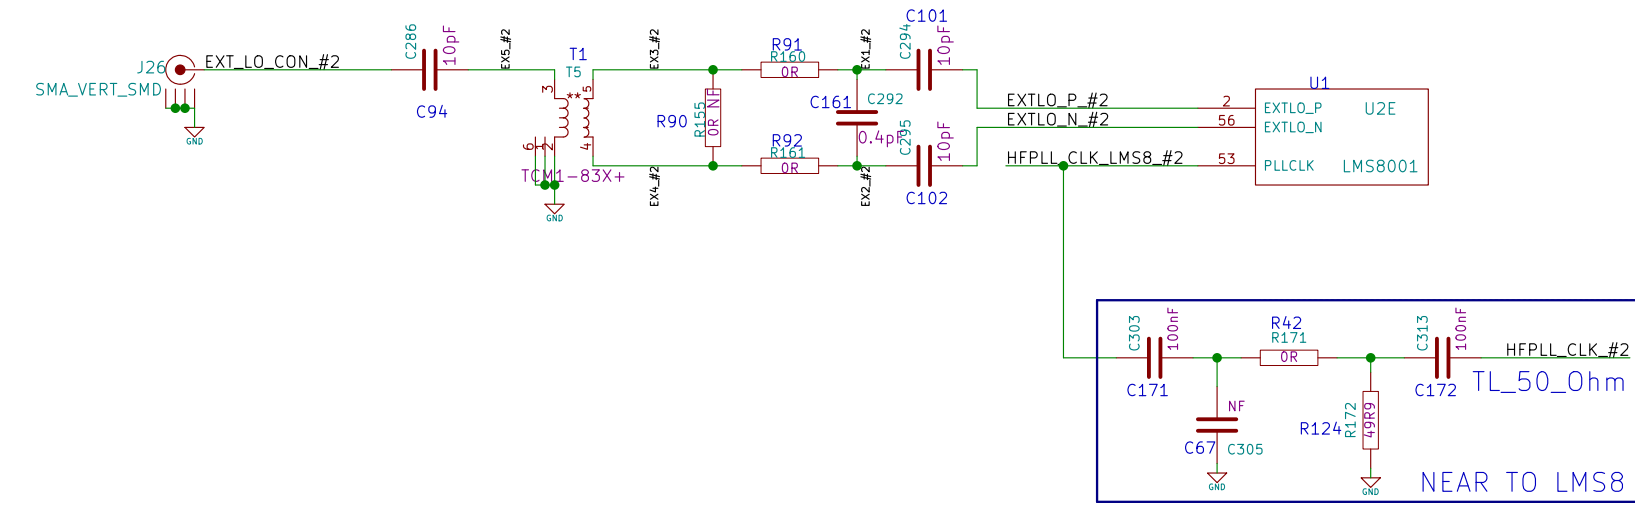 J26
SMA_VERT_SMD
GND
EXT_LO_CON_#2
C286
10pF
C94
EX5_#2
T1
T5
3
**
5
6
1
2
4
TCM1-83X+
GND
EX3_#2
EX4_#2
R90
R155
0R NF
R91
R160
0R
R92
R161
0R
EX1_#2
EX2_#2
C161
C292
0.4pF
C101
C294
10pF
C295
10pF
C102
EXTLO_P_#2
EXTLO_N_#2
HFPLL_CLK_LMS8_#2
2
56
53
U1
EXTLO_P
U2E
EXTLO_N
PLLCLK
LMS8001
C303
100nF
C171
R42
R171
0R
NF
C67
C305
GND
R124
R172
49R9
GND
C313
100nF
C172
HFPLL_CLK_#2
TL_50_Ohm
NEAR TO LMS8